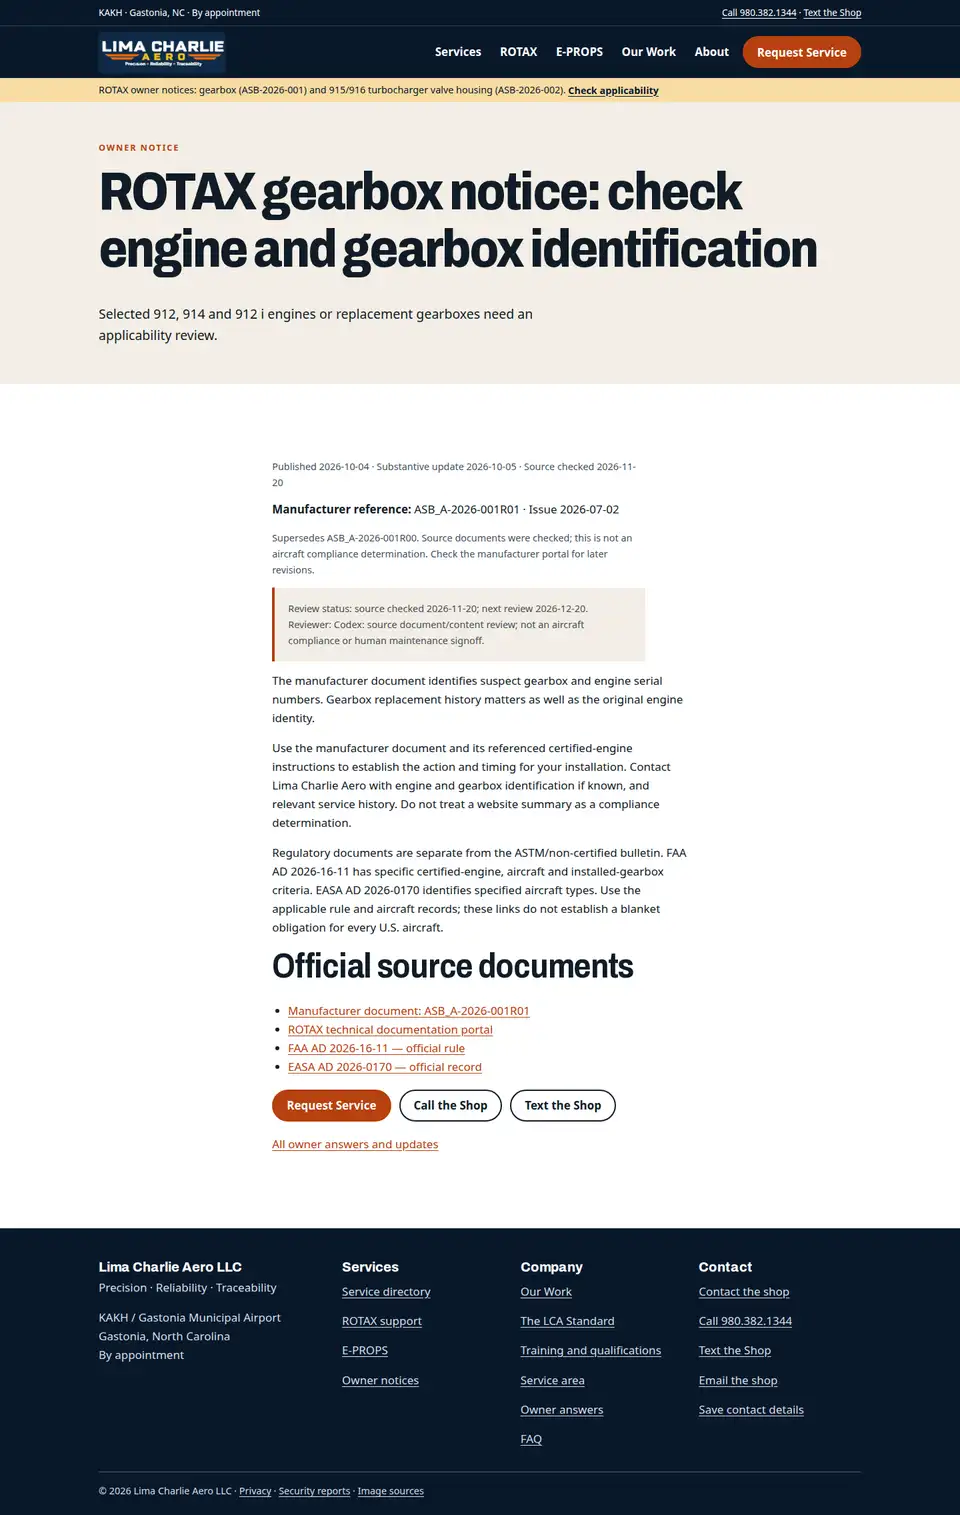 KAKH · Gastonia, NC · By appointment
Call 980.382.1344 · Text the Shop
LIMA CHARLIE
AERO
Precision · Reliability · Traceability
Services
ROTAX
E-PROPS
Our Work
About
Request Service
ROTAX owner notices: gearbox (ASB-2026-001) and 915/916 turbocharger valve housing (ASB-2026-002). Check applicability
OWNER NOTICE
ROTAX gearbox notice: check
engine and gearbox identification
Selected 912, 914 and 912 i engines or replacement gearboxes need an
applicability review.
Published 2026-10-04 · Substantive update 2026-10-05 · Source checked 2026-11-
20
Manufacturer reference: ASB_A-2026-001R01 · Issue 2026-07-02
Supersedes ASB_A-2026-001R00. Source documents were checked; this is not an
aircraft compliance determination. Check the manufacturer portal for later
revisions.
Review status: source checked 2026-11-20; next review 2026-12-20.
Reviewer: Codex: source document/content review; not an aircraft
compliance or human maintenance signoff.
The manufacturer document identifies suspect gearbox and engine serial
numbers. Gearbox replacement history matters as well as the original engine
identity.
Use the manufacturer document and its referenced certified-engine
instructions to establish the action and timing for your installation. Contact
Lima Charlie Aero with engine and gearbox identification if known, and
relevant service history. Do not treat a website summary as a compliance
determination.
Regulatory documents are separate from the ASTM/non-certified bulletin. FAA
AD 2026-16-11 has specific certified-engine, aircraft and installed-gearbox
criteria. EASA AD 2026-0170 identifies specified aircraft types. Use the
applicable rule and aircraft records; these links do not establish a blanket
obligation for every U.S. aircraft.
Official source documents
• Manufacturer document: ASB_A-2026-001R01
• ROTAX technical documentation portal
• FAA AD 2026-16-11 — official rule
• EASA AD 2026-0170 — official record
Request Service
Call the Shop
Text the Shop
All owner answers and updates
Lima Charlie Aero LLC
Precision · Reliability · Traceability
KAKH / Gastonia Municipal Airport
Gastonia, North Carolina
By appointment
Services
Service directory
ROTAX support
E-PROPS
Owner notices
Company
Our Work
The LCA Standard
Training and qualifications
Service area
Owner answers
FAQ
Contact
Contact the shop
Call 980.382.1344
Text the Shop
Email the shop
Save contact details
© 2026 Lima Charlie Aero LLC · Privacy · Security reports · Image sources